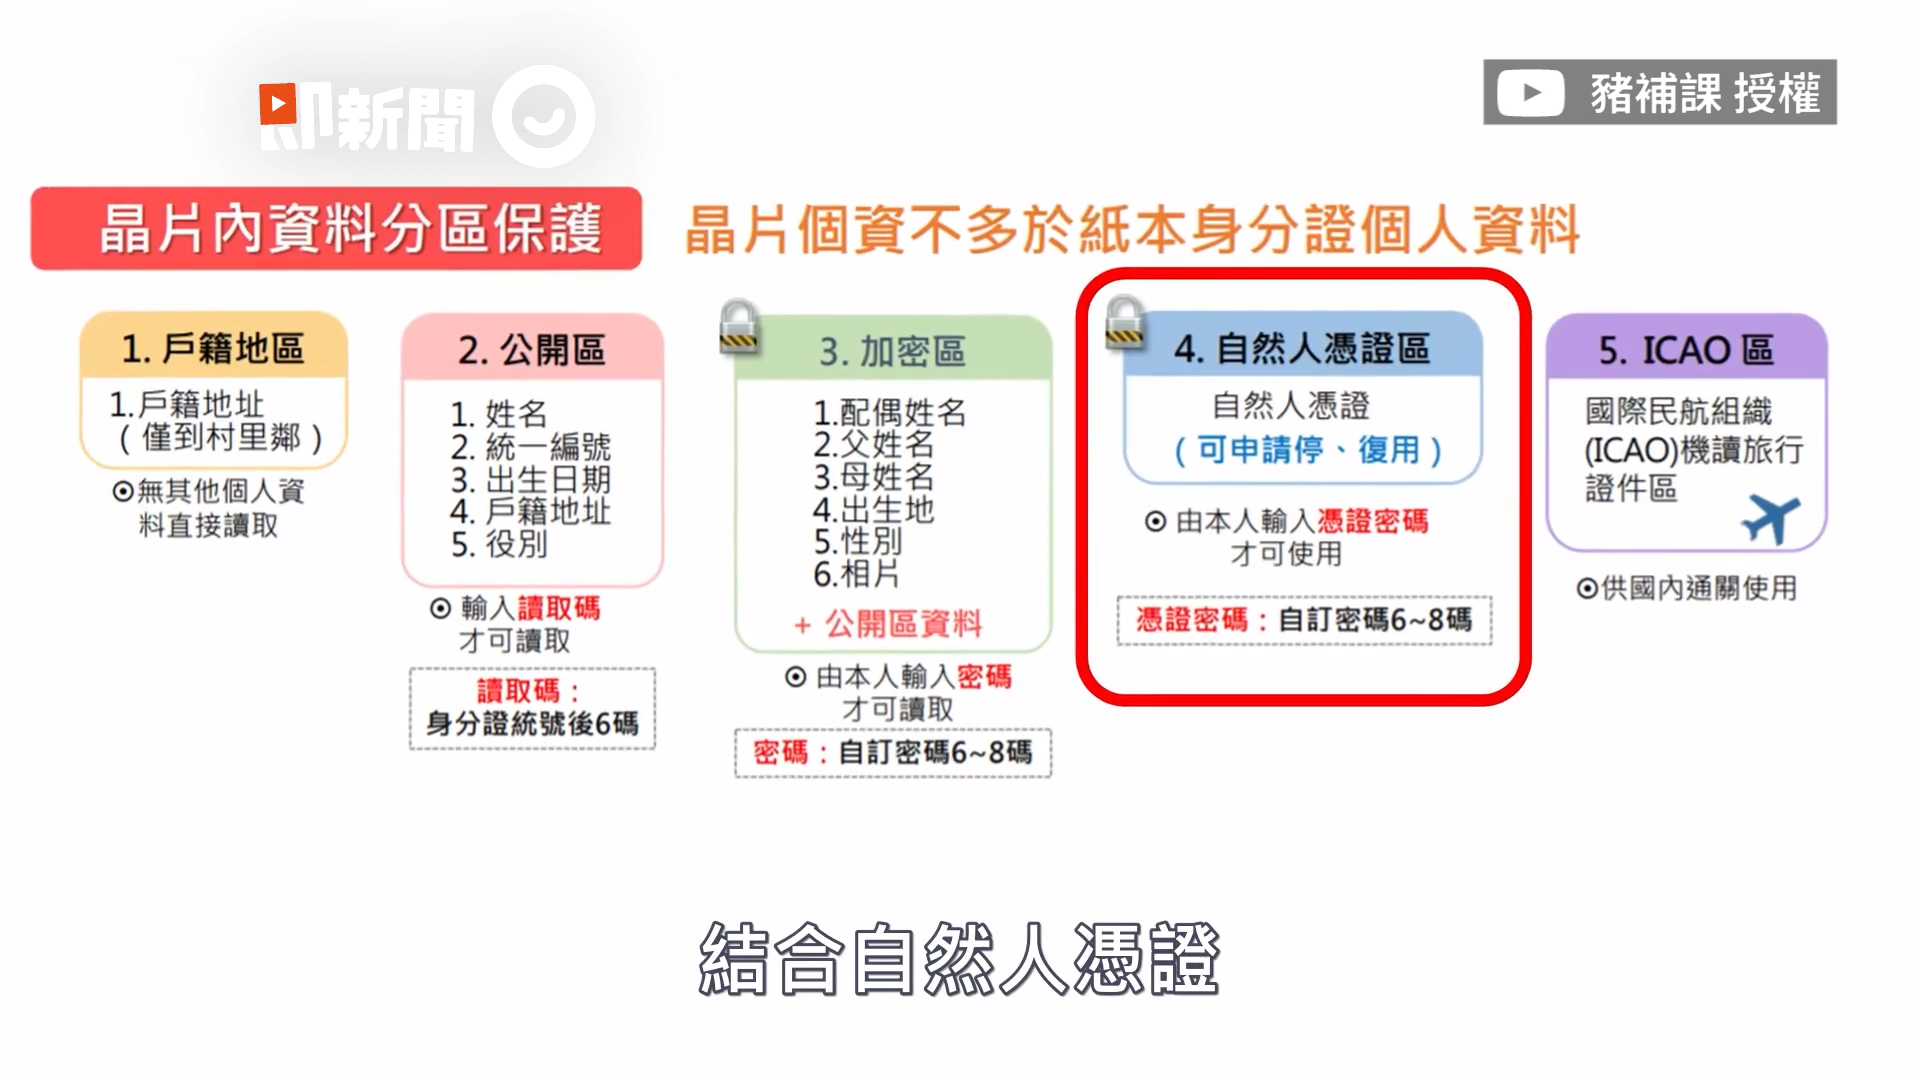 即新聞
豬補課 授權
晶片內資料分區保護
晶片個資不多於紙本身分證個人資料
1. 戶籍地區
1.戶籍地址
（僅到村里鄰）
⊙無其他個人資
料直接讀取
2. 公開區
1. 姓名
2. 統一編號
3. 出生日期
4. 戶籍地址
5. 役別
⊙ 輸入讀取碼
才可讀取
讀取碼：
身分證統號後6碼
3. 加密區
1.配偶姓名
2.父姓名
3.母姓名
4.出生地
5.性別
6.相片
+ 公開區資料
⊙ 由本人輸入密碼
才可讀取
密碼：自訂密碼6~8碼
4. 自然人憑證區
自然人憑證
（可申請停、復用）
⊙ 由本人輸入憑證密碼
才可使用
憑證密碼：自訂密碼6~8碼
5. ICAO 區
國際民航組織
(ICAO)機讀旅行
證件區
⊙供國內通關使用
結合自然人憑證